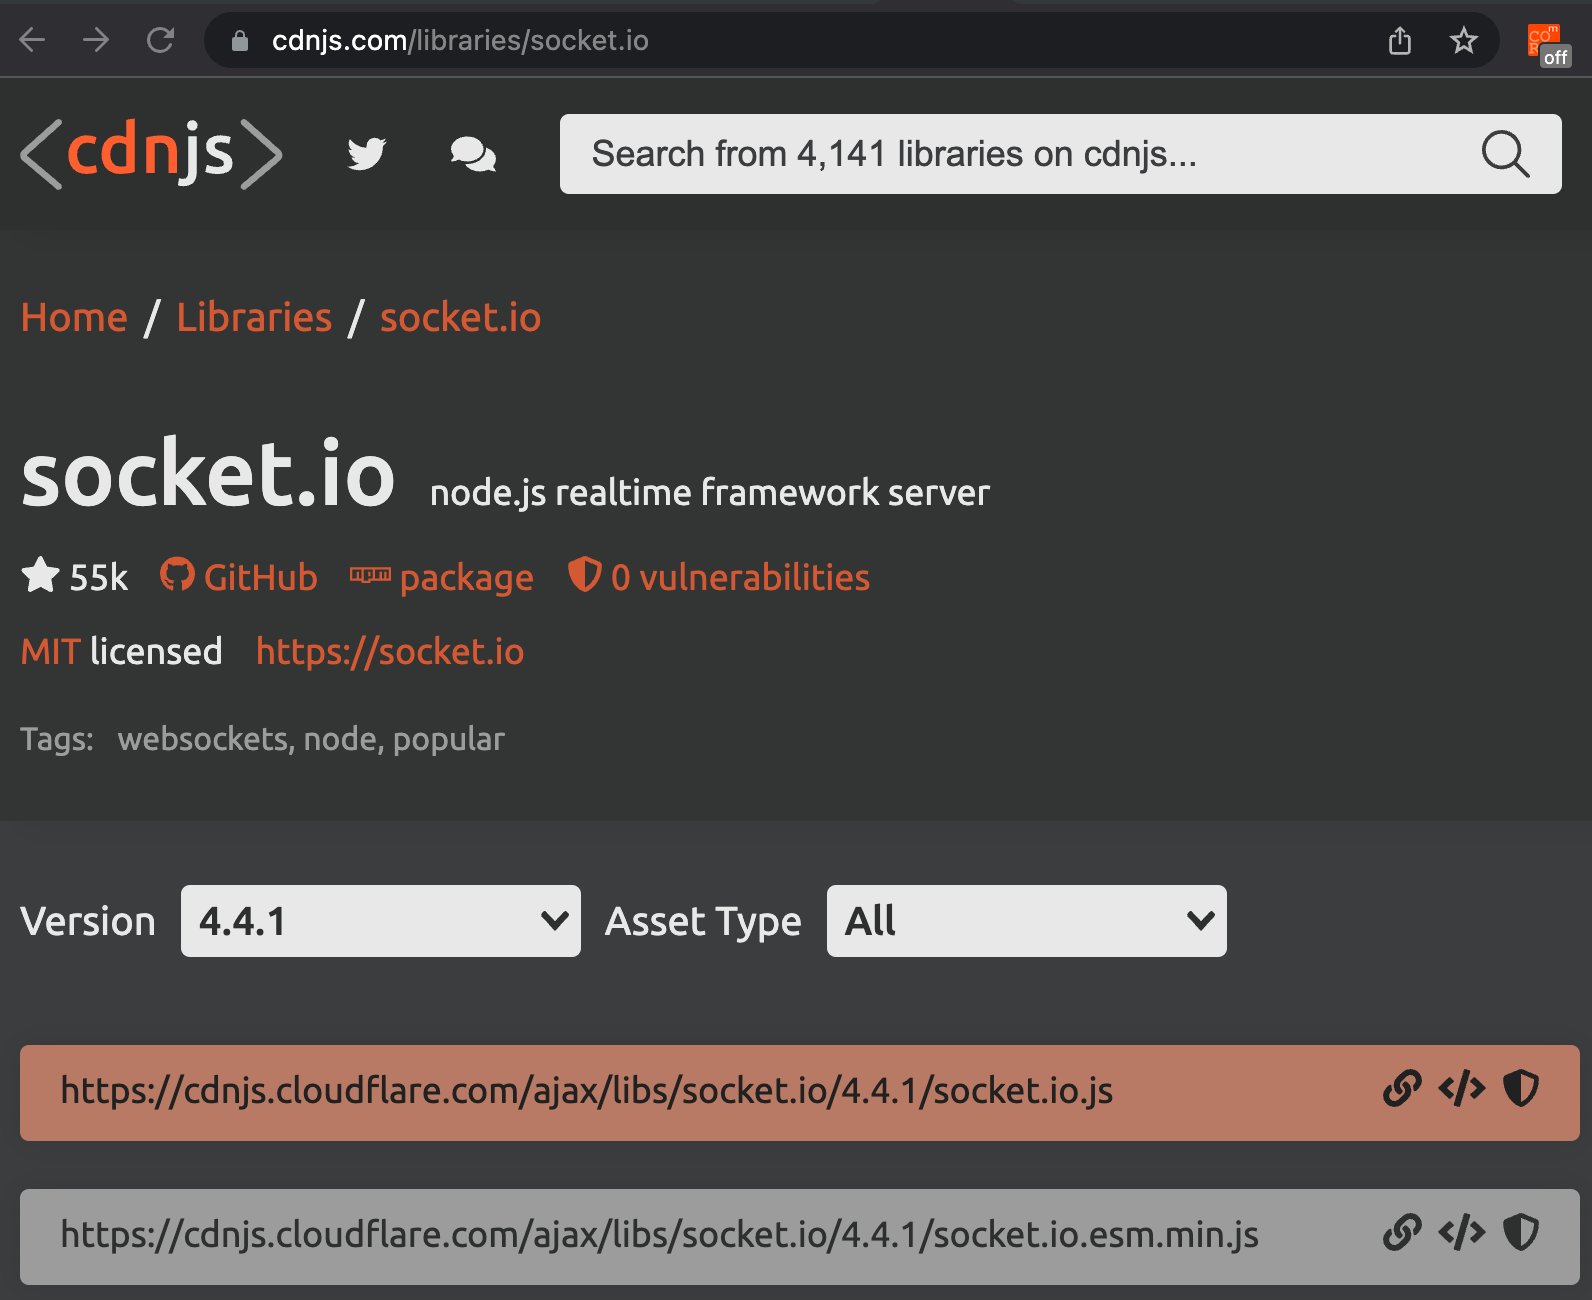 cdnjs.com/libraries/socket.io
off
<cdnjs>
Search from 4,141 libraries on cdnjs...
Home / Libraries / socket.io
socket.io node.js realtime framework server
55k GitHub npm package 0 vulnerabilities
MIT licensed https://socket.io
Tags: websockets, node, popular
Version 4.4.1 Asset Type All
https://cdnjs.cloudflare.com/ajax/libs/socket.io/4.4.1/socket.io.js </>
https://cdnjs.cloudflare.com/ajax/libs/socket.io/4.4.1/socket.io.esm.min.js </>